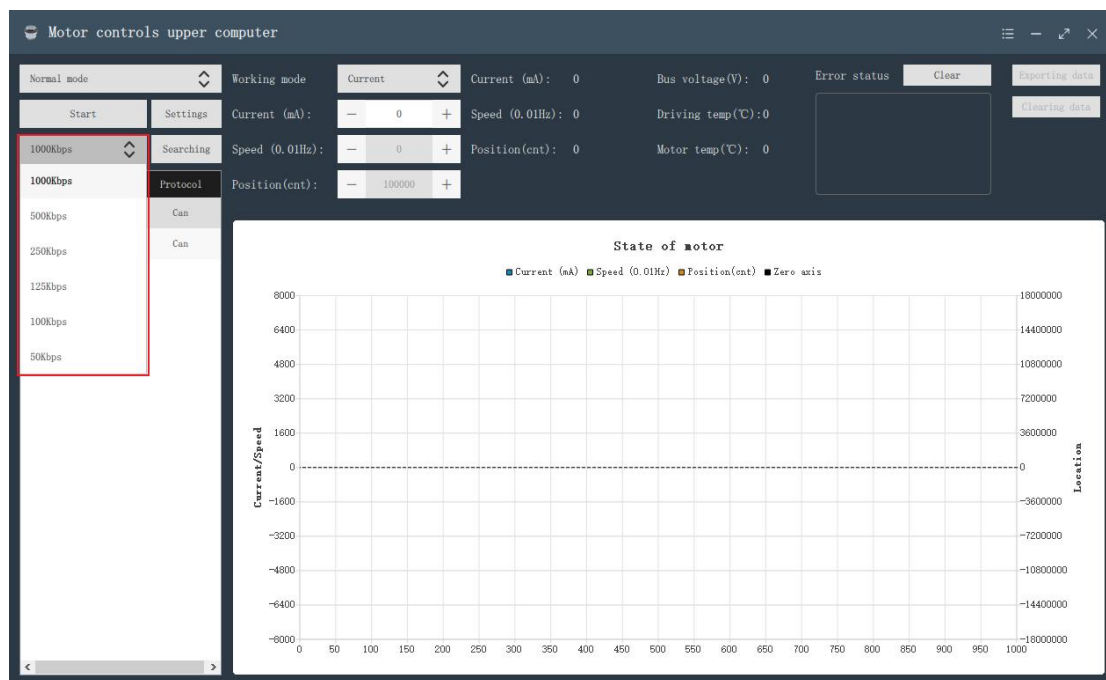 Motor controls upper computer
Normal mode
Working mode
Current
Current (mA): 0
Bus voltage(V): 0
Error status
Clear
Exporting data
Start
Settings
Current (mA):
− 0 +
Speed (0.01Hz): 0
Driving temp(℃):0
Clearing data
1000Kbps
Searching
Speed (0.01Hz):
− 0 +
Position(cnt): 0
Motor temp(℃): 0
1000Kbps
Protocol
Position(cnt):
− 100000 +
500Kbps
Can
250Kbps
Can
125Kbps
100Kbps
50Kbps
State of motor
Current (mA) Speed (0.01Hz) Position(cnt) Zero axis
8000
18000000
6400
14400000
4800
10800000
3200
7200000
1600
3600000
0
0
-1600
-3600000
-3200
-7200000
-4800
-10800000
-6400
-14400000
-8000
-18000000
Current/Speed
Location
0 50 100 150 200 250 300 350 400 450 500 550 600 650 700 750 800 850 900 950 1000